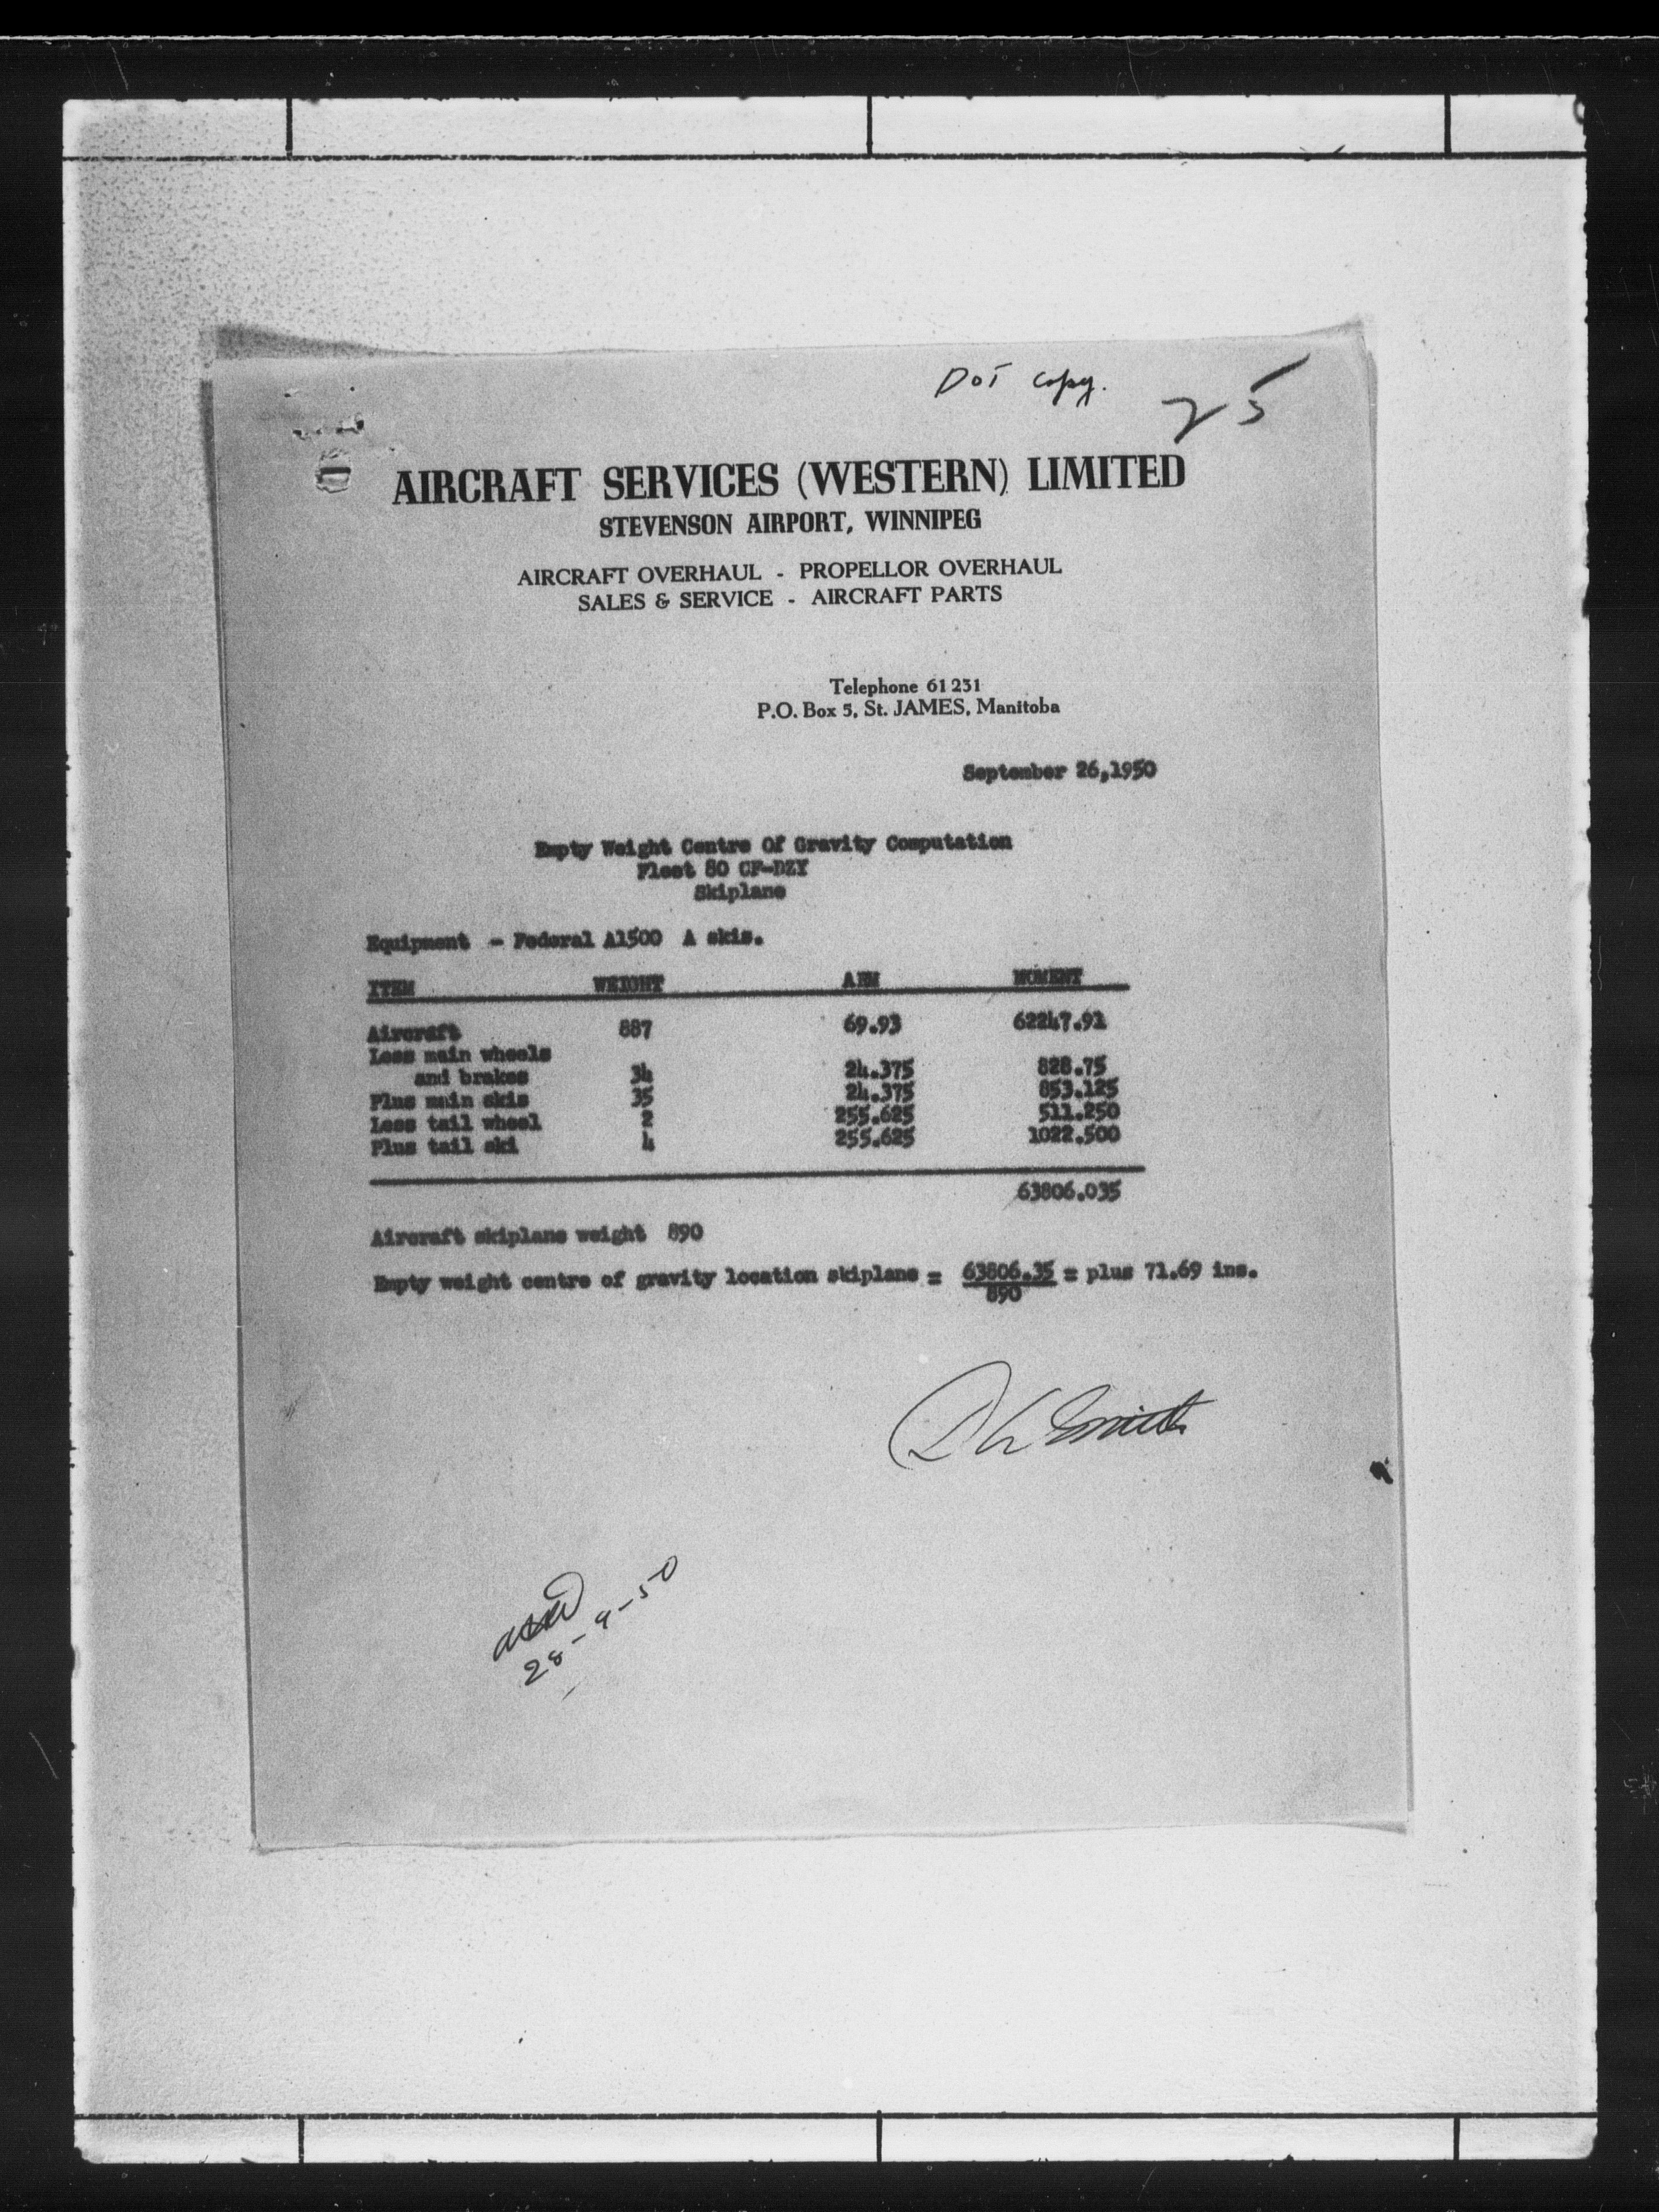 DOT copy.
25
AIRCRAFT SERVICES (WESTERN) LIMITED
STEVENSON AIRPORT, WINNIPEG
AIRCRAFT OVERHAUL - PROPELLOR OVERHAUL
SALES & SERVICE - AIRCRAFT PARTS
Telephone 61 231
P.O. Box 5, St. JAMES, Manitoba
September 26,1950
Empty Weight Centre Of Gravity Computation
Fleet 80 CF-DZY
Skiplane
Equipment - Federal A1500 A skis.
ITEM WEIGHT ARM MOMENT
Aircraft 887 69.93 62247.91
Less main wheels
and brakes 34 24.375 828.75
Plus main skis 35 24.375 853.125
Less tail wheel 2 255.625 511.250
Plus tail ski 4 255.625 1022.500
63806.035
Aircraft skiplane weight 890
Empty weight centre of gravity location skiplane = 63806.35 = plus 71.69 ins.
890
Smith
28-9-50